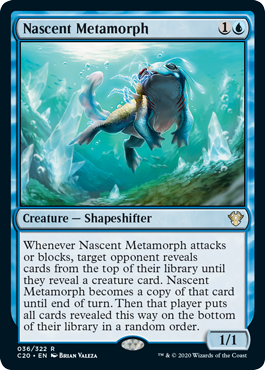 Nascent Metamorph 1
Creature — Shapeshifter
Whenever Nascent Metamorph attacks
or blocks, target opponent reveals
cards from the top of their library until
they reveal a creature card. Nascent
Metamorph becomes a copy of that card
until end of turn. Then that player puts
all cards revealed this way on the bottom
of their library in a random order.
1/1
036/322 R
C20 • EN Brian Valeza
™ & © 2020 Wizards of the Coast